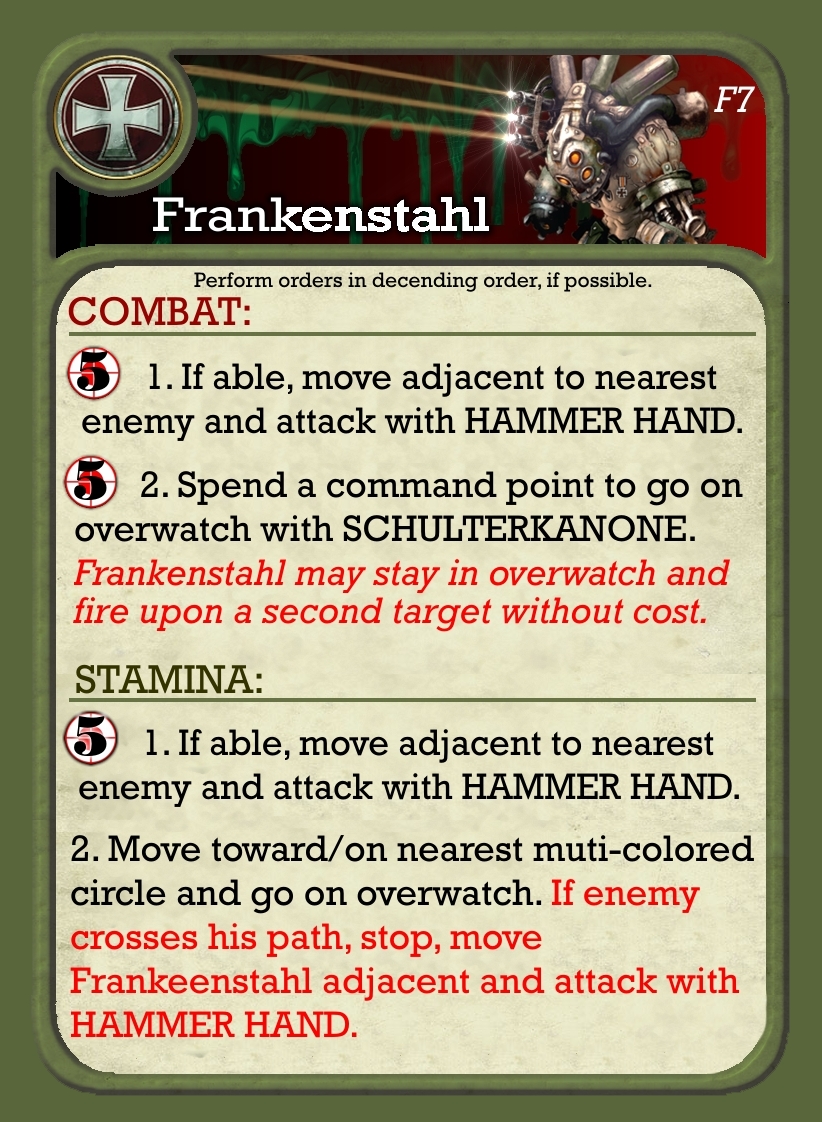 F7
Frankenstahl
Perform orders in decending order, if possible.
COMBAT:
5 1. If able, move adjacent to nearest
enemy and attack with HAMMER HAND.
5 2. Spend a command point to go on
overwatch with SCHULTERKANONE.
Frankenstahl may stay in overwatch and
fire upon a second target without cost.
STAMINA:
5 1. If able, move adjacent to nearest
enemy and attack with HAMMER HAND.
2. Move toward/on nearest muti-colored
circle and go on overwatch. If enemy
crosses his path, stop, move
Frankeenstahl adjacent and attack with
HAMMER HAND.